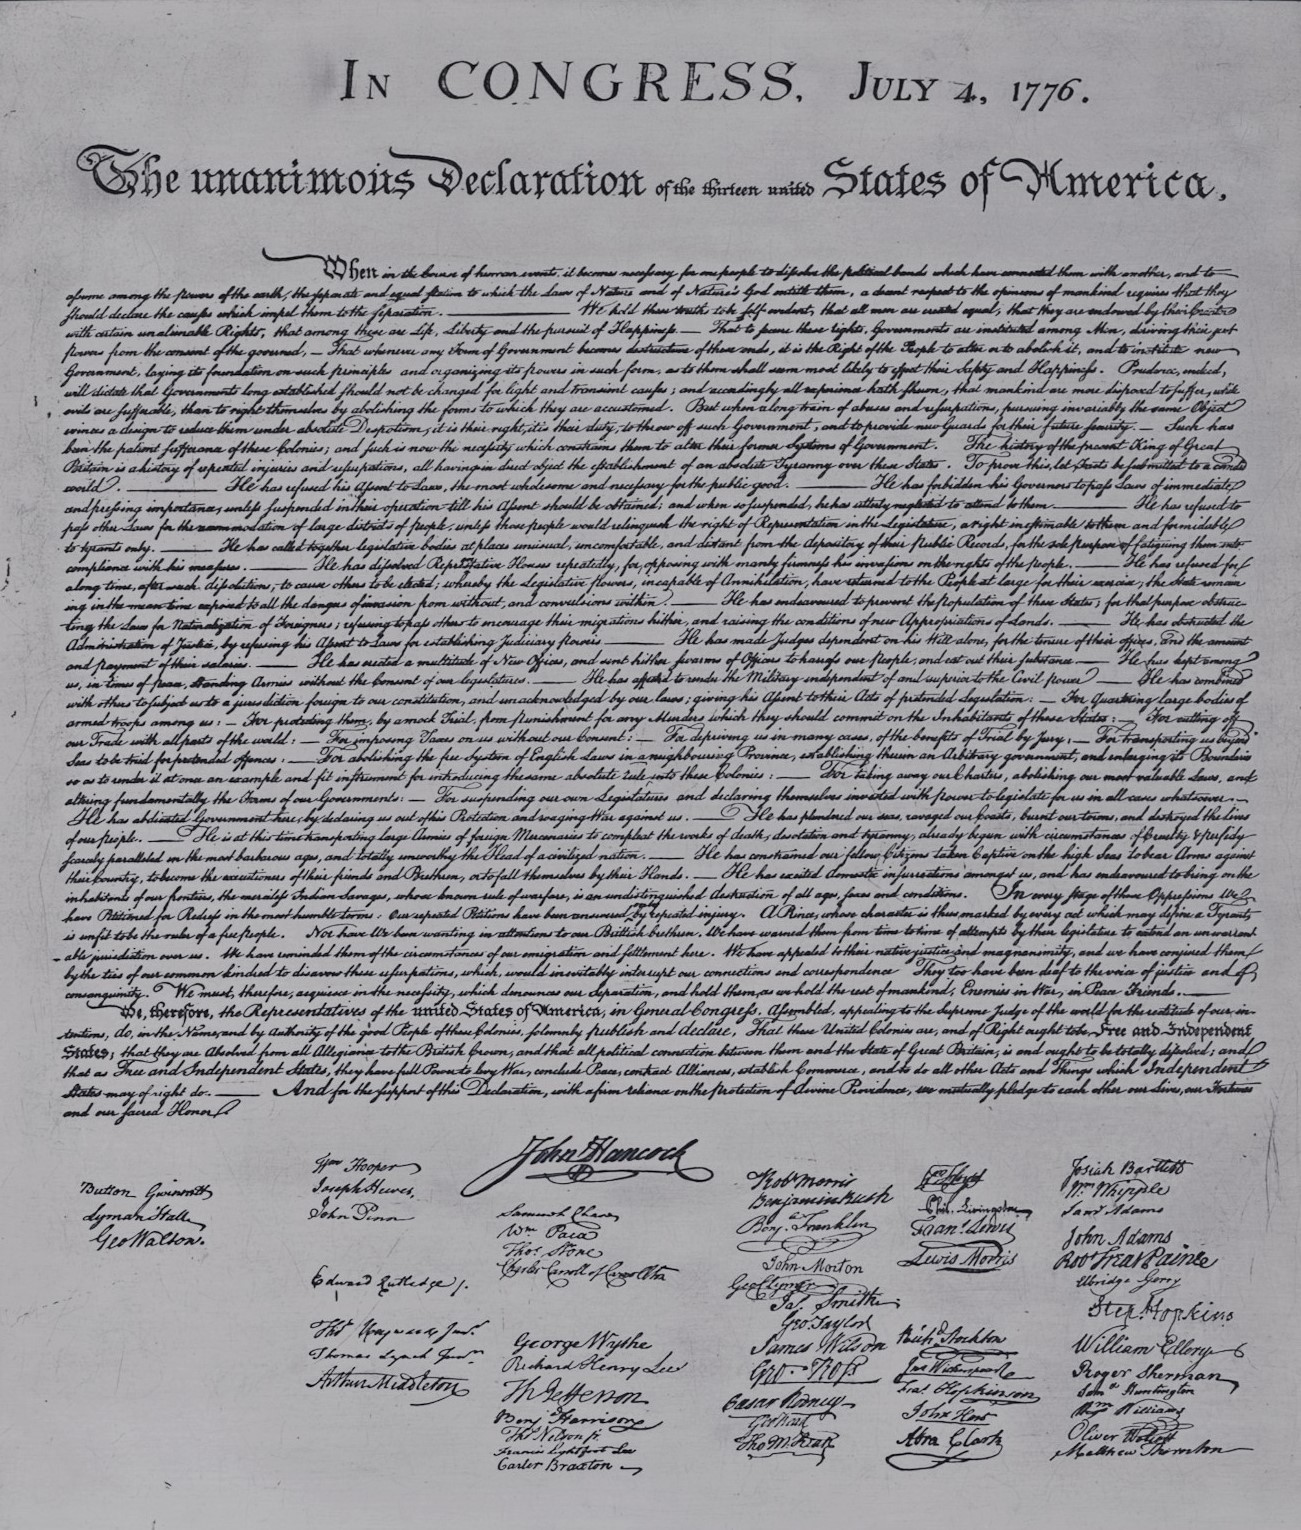 In CONGRESS, July 4, 1776.
The unanimous Declaration of the thirteen united States of America,
When in the Course of human events, it becomes necessary for one people to dissolve the political bands which have connected them with another, and to
assume among the powers of the earth, the separate and equal station to which the Laws of Nature and of Nature's God entitle them, a decent respect to the opinions of mankind requires that they
should declare the causes which impel them to the separation. — We hold these truths to be self-evident, that all men are created equal, that they are endowed by their Creator
with certain unalienable Rights, that among these are Life, Liberty and the pursuit of Happiness.— That to secure these rights, Governments are instituted among Men, deriving their just
powers from the consent of the governed, — That whenever any Form of Government becomes destructive of these ends, it is the Right of the People to alter or to abolish it, and to institute new
Government, laying its foundation on such principles and organizing its powers in such form, as to them shall seem most likely to effect their Safety and Happiness. Prudence, indeed,
will dictate that Governments long established should not be changed for light and transient causes; and accordingly all experience hath shewn, that mankind are more disposed to suffer, while
evils are sufferable, than to right themselves by abolishing the forms to which they are accustomed. But when a long train of abuses and usurpations, pursuing invariably the same Object
evinces a design to reduce them under absolute Despotism, it is their right, it is their duty, to throw off such Government, and to provide new Guards for their future security. — Such has
been the patient sufferance of these Colonies; and such is now the necessity which constrains them to alter their former Systems of Government. The history of the present King of Great
Britain is a history of repeated injuries and usurpations, all having in direct object the establishment of an absolute Tyranny over these States. To prove this, let Facts be submitted to a candid
world. — He has refused his Assent to Laws, the most wholesome and necessary for the public good. — He has forbidden his Governors to pass Laws of immediate
and pressing importance, unless suspended in their operation till his Assent should be obtained; and when so suspended, he has utterly neglected to attend to them. — He has refused to
pass other Laws for the accommodation of large districts of people, unless those people would relinquish the right of Representation in the Legislature, a right inestimable to them and formidable
to tyrants only. — He has called together legislative bodies at places unusual, uncomfortable, and distant from the depository of their Public Records, for the sole purpose of fatiguing them into
compliance with his measures. — He has dissolved Representative Houses repeatedly, for opposing with manly firmness his invasions on the rights of the people. — He has refused for
a long time, after such dissolutions, to cause others to be elected; whereby the Legislative powers, incapable of Annihilation, have returned to the People at large for their exercise; the State remain
ing in the mean time exposed to all the dangers of invasion from without, and convulsions within. — He has endeavoured to prevent the population of these States; for that purpose obstruc-
ting the Laws for Naturalization of Foreigners; refusing to pass others to encourage their migrations hither, and raising the conditions of new Appropriations of Lands. — He has obstructed the
Administration of Justice, by refusing his Assent to Laws for establishing Judiciary powers — He has made Judges dependent on his Will alone, for the tenure of their offices, and the amount
and payment of their salaries. — He has erected a multitude of New Offices, and sent hither swarms of Officers to harass our people, and eat out their substance. — He has kept among
us, in times of peace, Standing Armies without the Consent of our legislatures. — He has affected to render the Military independent of and superior to the Civil power — He has combined
with others to subject us to a jurisdiction foreign to our constitution, and unacknowledged by our laws; giving his Assent to their Acts of pretended Legislation: — For Quartering large bodies of
armed troops among us: — For protecting them, by a mock Trial, from punishment for any Murders which they should commit on the Inhabitants of these States: — For cutting off
our Trade with all parts of the world: — For imposing Taxes on us without our Consent: — For depriving us in many cases, of the benefits of Trial by Jury: — For transporting us beyond
Seas to be tried for pretended offences: — For abolishing the free System of English Laws in a neighbouring Province, establishing therein an Arbitrary government, and enlarging its Boundaries
so as to render it at once an example and fit instrument for introducing the same absolute rule into these Colonies: — For taking away our Charters, abolishing our most valuable Laws, and
altering fundamentally the Forms of our Governments: — For suspending our own Legislatures and declaring themselves invested with power to legislate for us in all cases whatsoever. —
He has abdicated Government here, by declaring us out of his Protection and waging War against us. — He has plundered our seas, ravaged our Coasts, burnt our towns, and destroyed the lives
of our people. — He is at this time transporting large Armies of foreign Mercenaries to compleat the works of death, desolation and tyranny, already begun with circumstances of Cruelty & perfidy
scarcely paralleled in the most barbarous ages, and totally unworthy the Head of a civilized nation. — He has constrained our fellow Citizens taken Captive on the high Seas to bear Arms against
their Country, to become the executioners of their friends and Brethren, or to fall themselves by their Hands. — He has excited domestic insurrections amongst us, and has endeavoured to bring on the
inhabitants of our frontiers, the merciless Indian Savages, whose known rule of warfare, is an undistinguished destruction of all ages, sexes and conditions. In every stage of these Oppressions We
have Petitioned for Redress in the most humble terms: Our repeated Petitions have been answered only by repeated injury. A Prince, whose character is thus marked by every act which may define a Tyrant,
is unfit to be the ruler of a free people. Nor have We been wanting in attentions to our Brittish brethren. We have warned them from time to time of attempts by their legislature to extend an unwarrant
able jurisdiction over us. We have reminded them of the circumstances of our emigration and settlement here. We have appealed to their native justice and magnanimity, and we have conjured them
by the ties of our common kindred to disavow these usurpations, which, would inevitably interrupt our connections and correspondence They too have been deaf to the voice of justice and of
consanguinity. We must, therefore, acquiesce in the necessity, which denounces our Separation, and hold them, as we hold the rest of mankind, Enemies in War, in Peace Friends. —
We, therefore, the Representatives of the united States of America, in General Congress, Assembled, appealing to the Supreme Judge of the world for the rectitude of our in-
tentions, do, in the Name, and by Authority of the good People of these Colonies, solemnly publish and declare, That these United Colonies are, and of Right ought to be Free and Independent
States; that they are Absolved from all Allegiance to the British Crown, and that all political connection between them and the State of Great Britain, is and ought to be totally dissolved; and
that as Free and Independent States, they have full Power to levy War, conclude Peace, contract Alliances, establish Commerce, and to do all other Acts and Things which Independent
States may of right do. — And for the support of this Declaration, with a firm reliance on the Protection of divine Providence, we mutually pledge to each other our Lives, our Fortunes
and our sacred Honor.
Button Gwinnett
Lyman Hall
Geo Walton.
Wm Hooper
Joseph Hewes,
John Penn
Edward Rutledge /.
Thos Heyward Junr.
Thomas Lynch Junr.
Arthur Middleton
John Hancock
Samuel Chase
Wm. Paca
Thos. Stone
Charles Carroll of Carrollton
George Wythe
Richard Henry Lee
Th Jefferson
Benj Harrison
Thos Nelson jr.
Francis Lightfoot Lee
Carter Braxton
Robt Morris
Benjamin Rush
Benj. Franklin
John Morton
Geo Clymer
Jas. Smith
Geo. Taylor
James Wilson
Geo. Ross
Caesar Rodney
Geo Read
Tho M:Kean
Wm Floyd
Phil. Livingston
Frans. Lewis
Lewis Morris
Richd. Stockton
Jno Witherspoon
Fras. Hopkinson
John Hart
Abra Clark
Josiah Bartlett
Wm. Whipple
Saml Adams
John Adams
Robt Treat Paine
Elbridge Gerry
Step. Hopkins
William Ellery
Roger Sherman
Saml. Huntington
Wm. Williams
Oliver Wolcott
Matthew Thornton